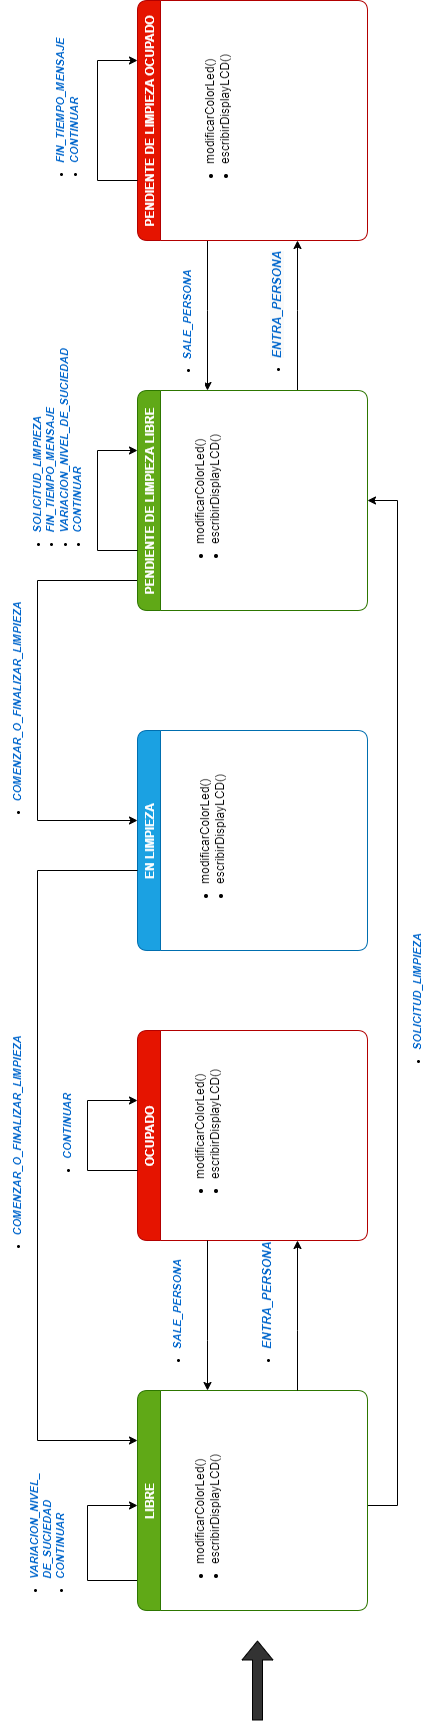 VARIACION_NIVEL_
DE_SUCIEDAD
CONTINUAR
LIBRE
modificarColorLed()
escribirDisplayLCD()
SALE_PERSONA
ENTRA_PERSONA
COMENZAR_O_FINALIZAR_LIMPIEZA
CONTINUAR
OCUPADO
modificarColorLed()
escribirDisplayLCD()
SOLICITUD_LIMPIEZA
EN LIMPIEZA
modificarColorLed()
escribirDisplayLCD()
COMENZAR_O_FINALIZAR_LIMPIEZA
SOLICITUD_LIMPIEZA
FIN_TIEMPO_MENSAJE
VARIACION_NIVEL_DE_SUCIEDAD
CONTINUAR
PENDIENTE DE LIMPIEZA LIBRE
modificarColorLed()
escribirDisplayLCD()
SALE_PERSONA
ENTRA_PERSONA
FIN_TIEMPO_MENSAJE
CONTINUAR
PENDIENTE DE LIMPIEZA OCUPADO
modificarColorLed()
escribirDisplayLCD()